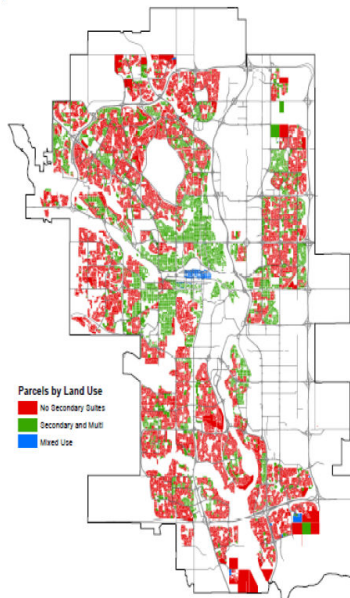 Parcels by Land Use
No Secondary Suites
Secondary and Multi
Mixed Use